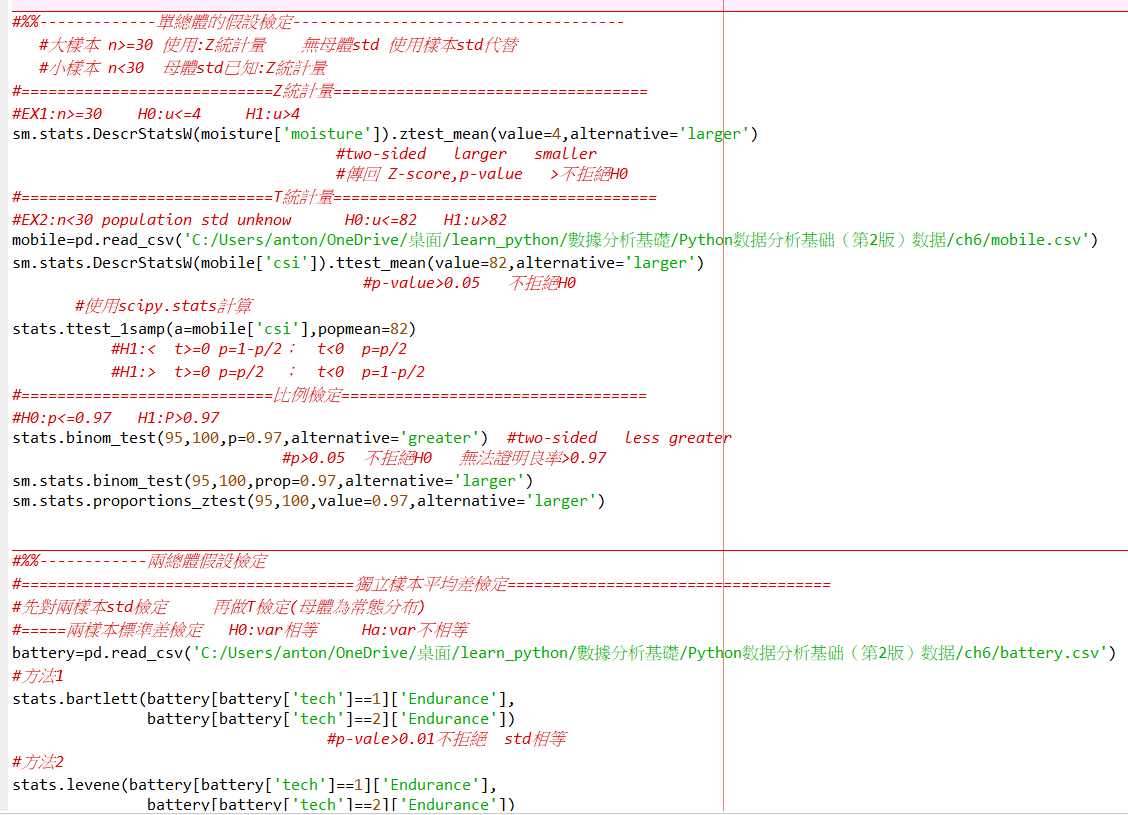 #%%-------------單總體的假設檢定-------------------------------------
#大樣本 n>=30 使用:Z統計量 無母體std 使用樣本std代替
#小樣本 n<30 母體std已知:Z統計量
#============================Z統計量===================================
#EX1:n>=30 H0:u<=4 H1:u>4
sm.stats.DescrStatsW(moisture['moisture']).ztest_mean(value=4,alternative='larger')
#two-sided larger smaller
#傳回 Z-score,p-value >不拒絕H0
#============================T統計量====================================
#EX2:n<30 population std unknow H0:u<=82 H1:u>82
mobile=pd.read_csv('C:/Users/anton/OneDrive/桌面/learn_python/數據分析基礎/Python数据分析基础（第2版）数据/ch6/mobile.csv')
sm.stats.DescrStatsW(mobile['csi']).ttest_mean(value=82,alternative='larger')
#p-value>0.05 不拒絕H0
#使用scipy.stats計算
stats.ttest_1samp(a=mobile['csi'],popmean=82)
#H1:< t>=0 p=1-p/2； t<0 p=p/2
#H1:> t>=0 p=p/2 ； t<0 p=1-p/2
#============================比例檢定==================================
#H0:p<=0.97 H1:P>0.97
stats.binom_test(95,100,p=0.97,alternative='greater') #two-sided less greater
#p>0.05 不拒絕H0 無法證明良率>0.97
sm.stats.binom_test(95,100,prop=0.97,alternative='larger')
sm.stats.proportions_ztest(95,100,value=0.97,alternative='larger')
#%%------------兩總體假設檢定
#=====================================獨立樣本平均差檢定====================================
#先對兩樣本std檢定 再做T檢定(母體為常態分布)
#=====兩樣本標準差檢定 H0:var相等 Ha:var不相等
battery=pd.read_csv('C:/Users/anton/OneDrive/桌面/learn_python/數據分析基礎/Python数据分析基础（第2版）数据/ch6/battery.csv')
#方法1
stats.bartlett(battery[battery['tech']==1]['Endurance'],
battery[battery['tech']==2]['Endurance'])
#p-vale>0.01不拒絕 std相等
#方法2
stats.levene(battery[battery['tech']==1]['Endurance'],
battery[battery['tech']==2]['Endurance'])